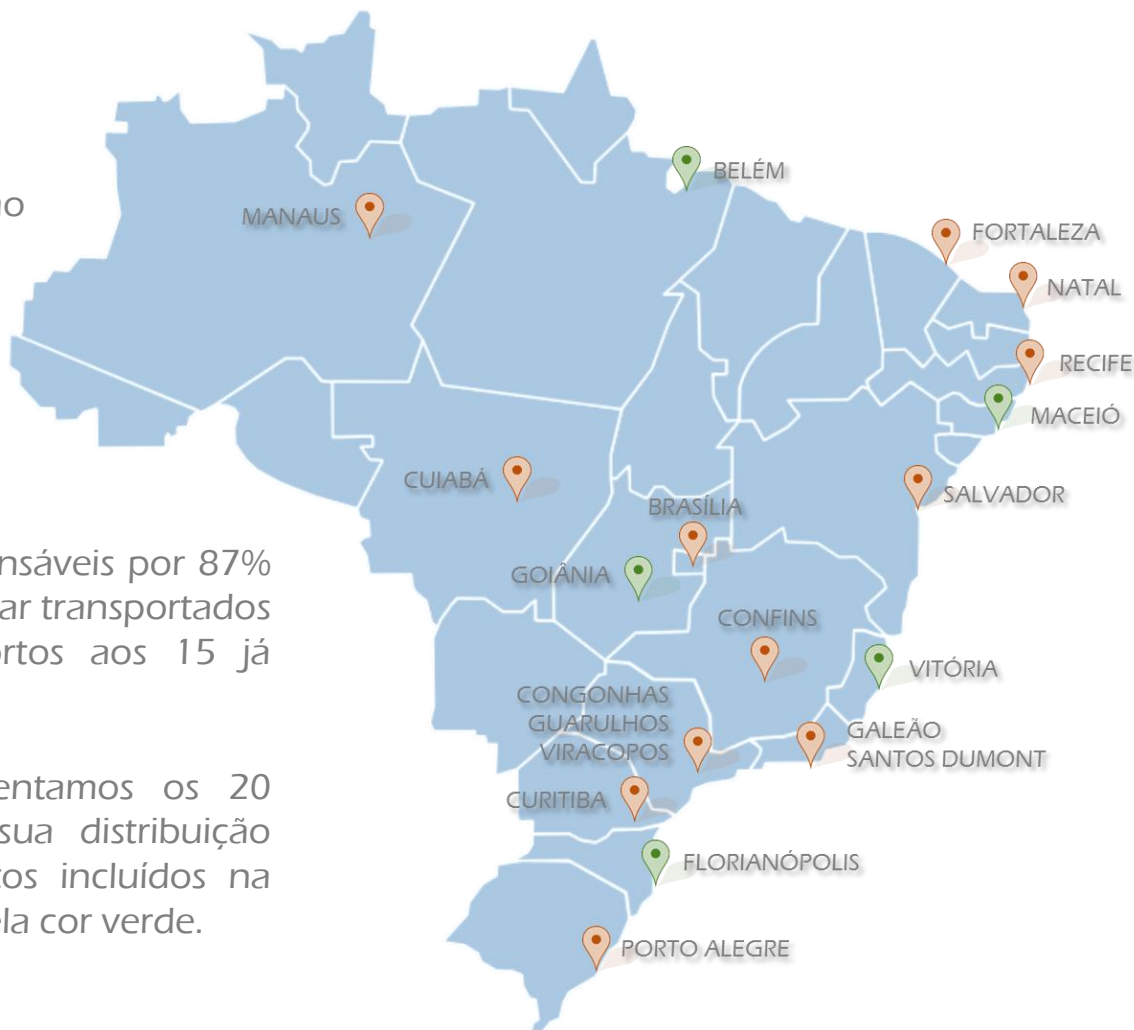 BELÉM
MANAUS
FORTALEZA
NATAL
RECIFE
MACEIÓ
CUIABÁ
SALVADOR
BRASÍLIA
nsáveis por 87%
GOIÂNIA
ar transportados
CONFINS
rtos aos 15 já
VITÓRIA
CONGONHAS
GUARULHOS
VIRACOPOS
GALEÃO
SANTOS DUMONT
entamos os 20
CURITIBA
sua distribuição
tos incluídos na
FLORIANÓPOLIS
ela cor verde.
PORTO ALEGRE